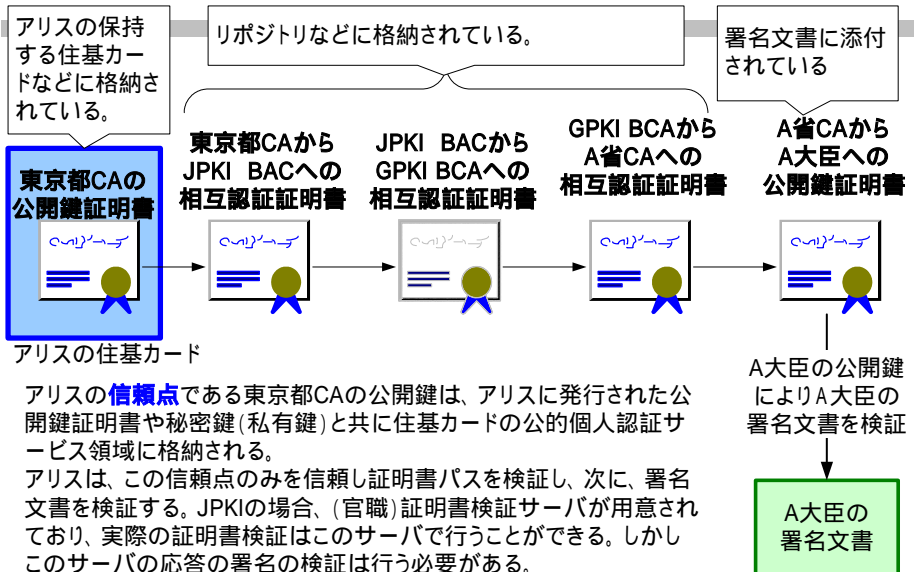 アリスの保持
する住基カー
ドなどに格納さ
れている。
リポジトリなどに格納されている。
署名文書に添付
されている
東京都CAの
公開鍵証明書
東京都CAから
JPKI BACへの
相互認証証明書
JPKI BACから
GPKI BCAへの
相互認証証明書
GPKI BCAから
A省CAへの
相互認証証明書
A省CAから
A大臣への
公開鍵証明書
アリスの住基カード
アリスの信頼点である東京都CAの公開鍵は、アリスに発行された公
開鍵証明書や秘密鍵(私有鍵)と共に住基カードの公的個人認証サ
ービス領域に格納される。
アリスは、この信頼点のみを信頼し証明書パスを検証し、次に、署名
文書を検証する。JPKIの場合、(官職)証明書検証サーバが用意され
ており、実際の証明書検証はこのサーバで行うことができる。しかし
このサーバの応答の署名の検証は行う必要がある。
A大臣の公開鍵
によりA大臣の
署名文書を検証
A大臣の
署名文書